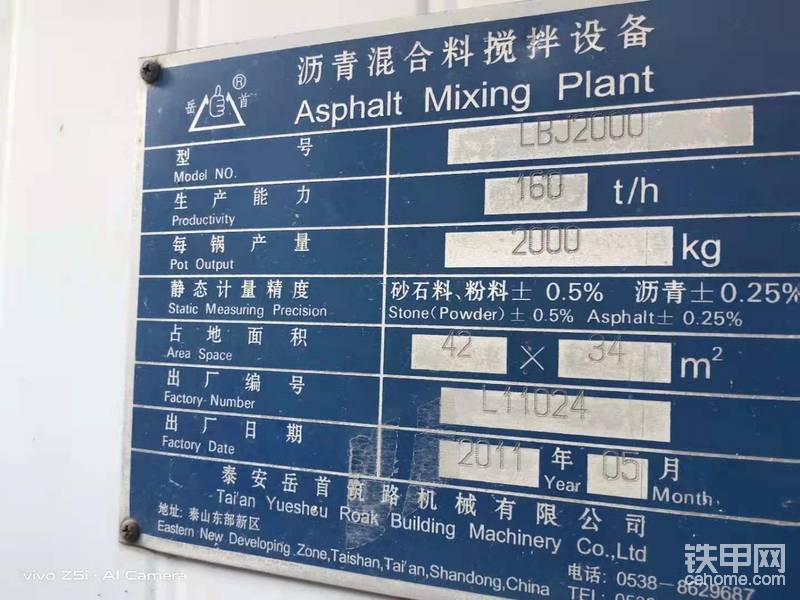 沥青混合料搅拌设备
岳首®
Asphalt Mixing Plant
型号 LBJ2000
Model NO.
生产能力 160 t/h
Productivity
每锅产量 2000 kg
Pot Output
静态计量精度 砂石料、粉料±0.5% 沥青±0.25%
Static Measuring Precision Stone(Powder)±0.5% Asphalt±0.25%
占地面积 42×34 m²
Area Space
出厂编号 L11024
Factory Number
出厂日期 2011年05月
Factory Date Year Month
泰安岳首筑路机械有限公司
Tai'an Yueshou Roak Building Machinery Co.,Ltd
地址:泰山东部新区
Eastern New Developing Zone,Taishan,Tai'an,Shandong,China
电话:0538-8629687
TEL:
vivo Z5i·AI Camera
铁甲网
cehome.com